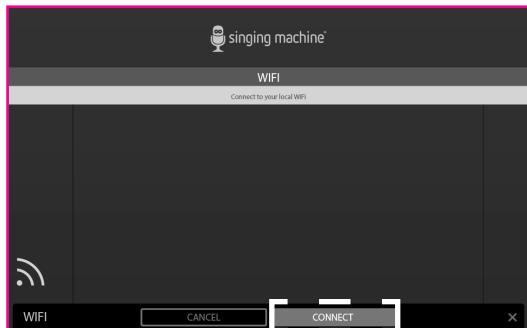 singing machine
WIFI
Connect to your local WiFi
WIFI CANCEL CONNECT ×